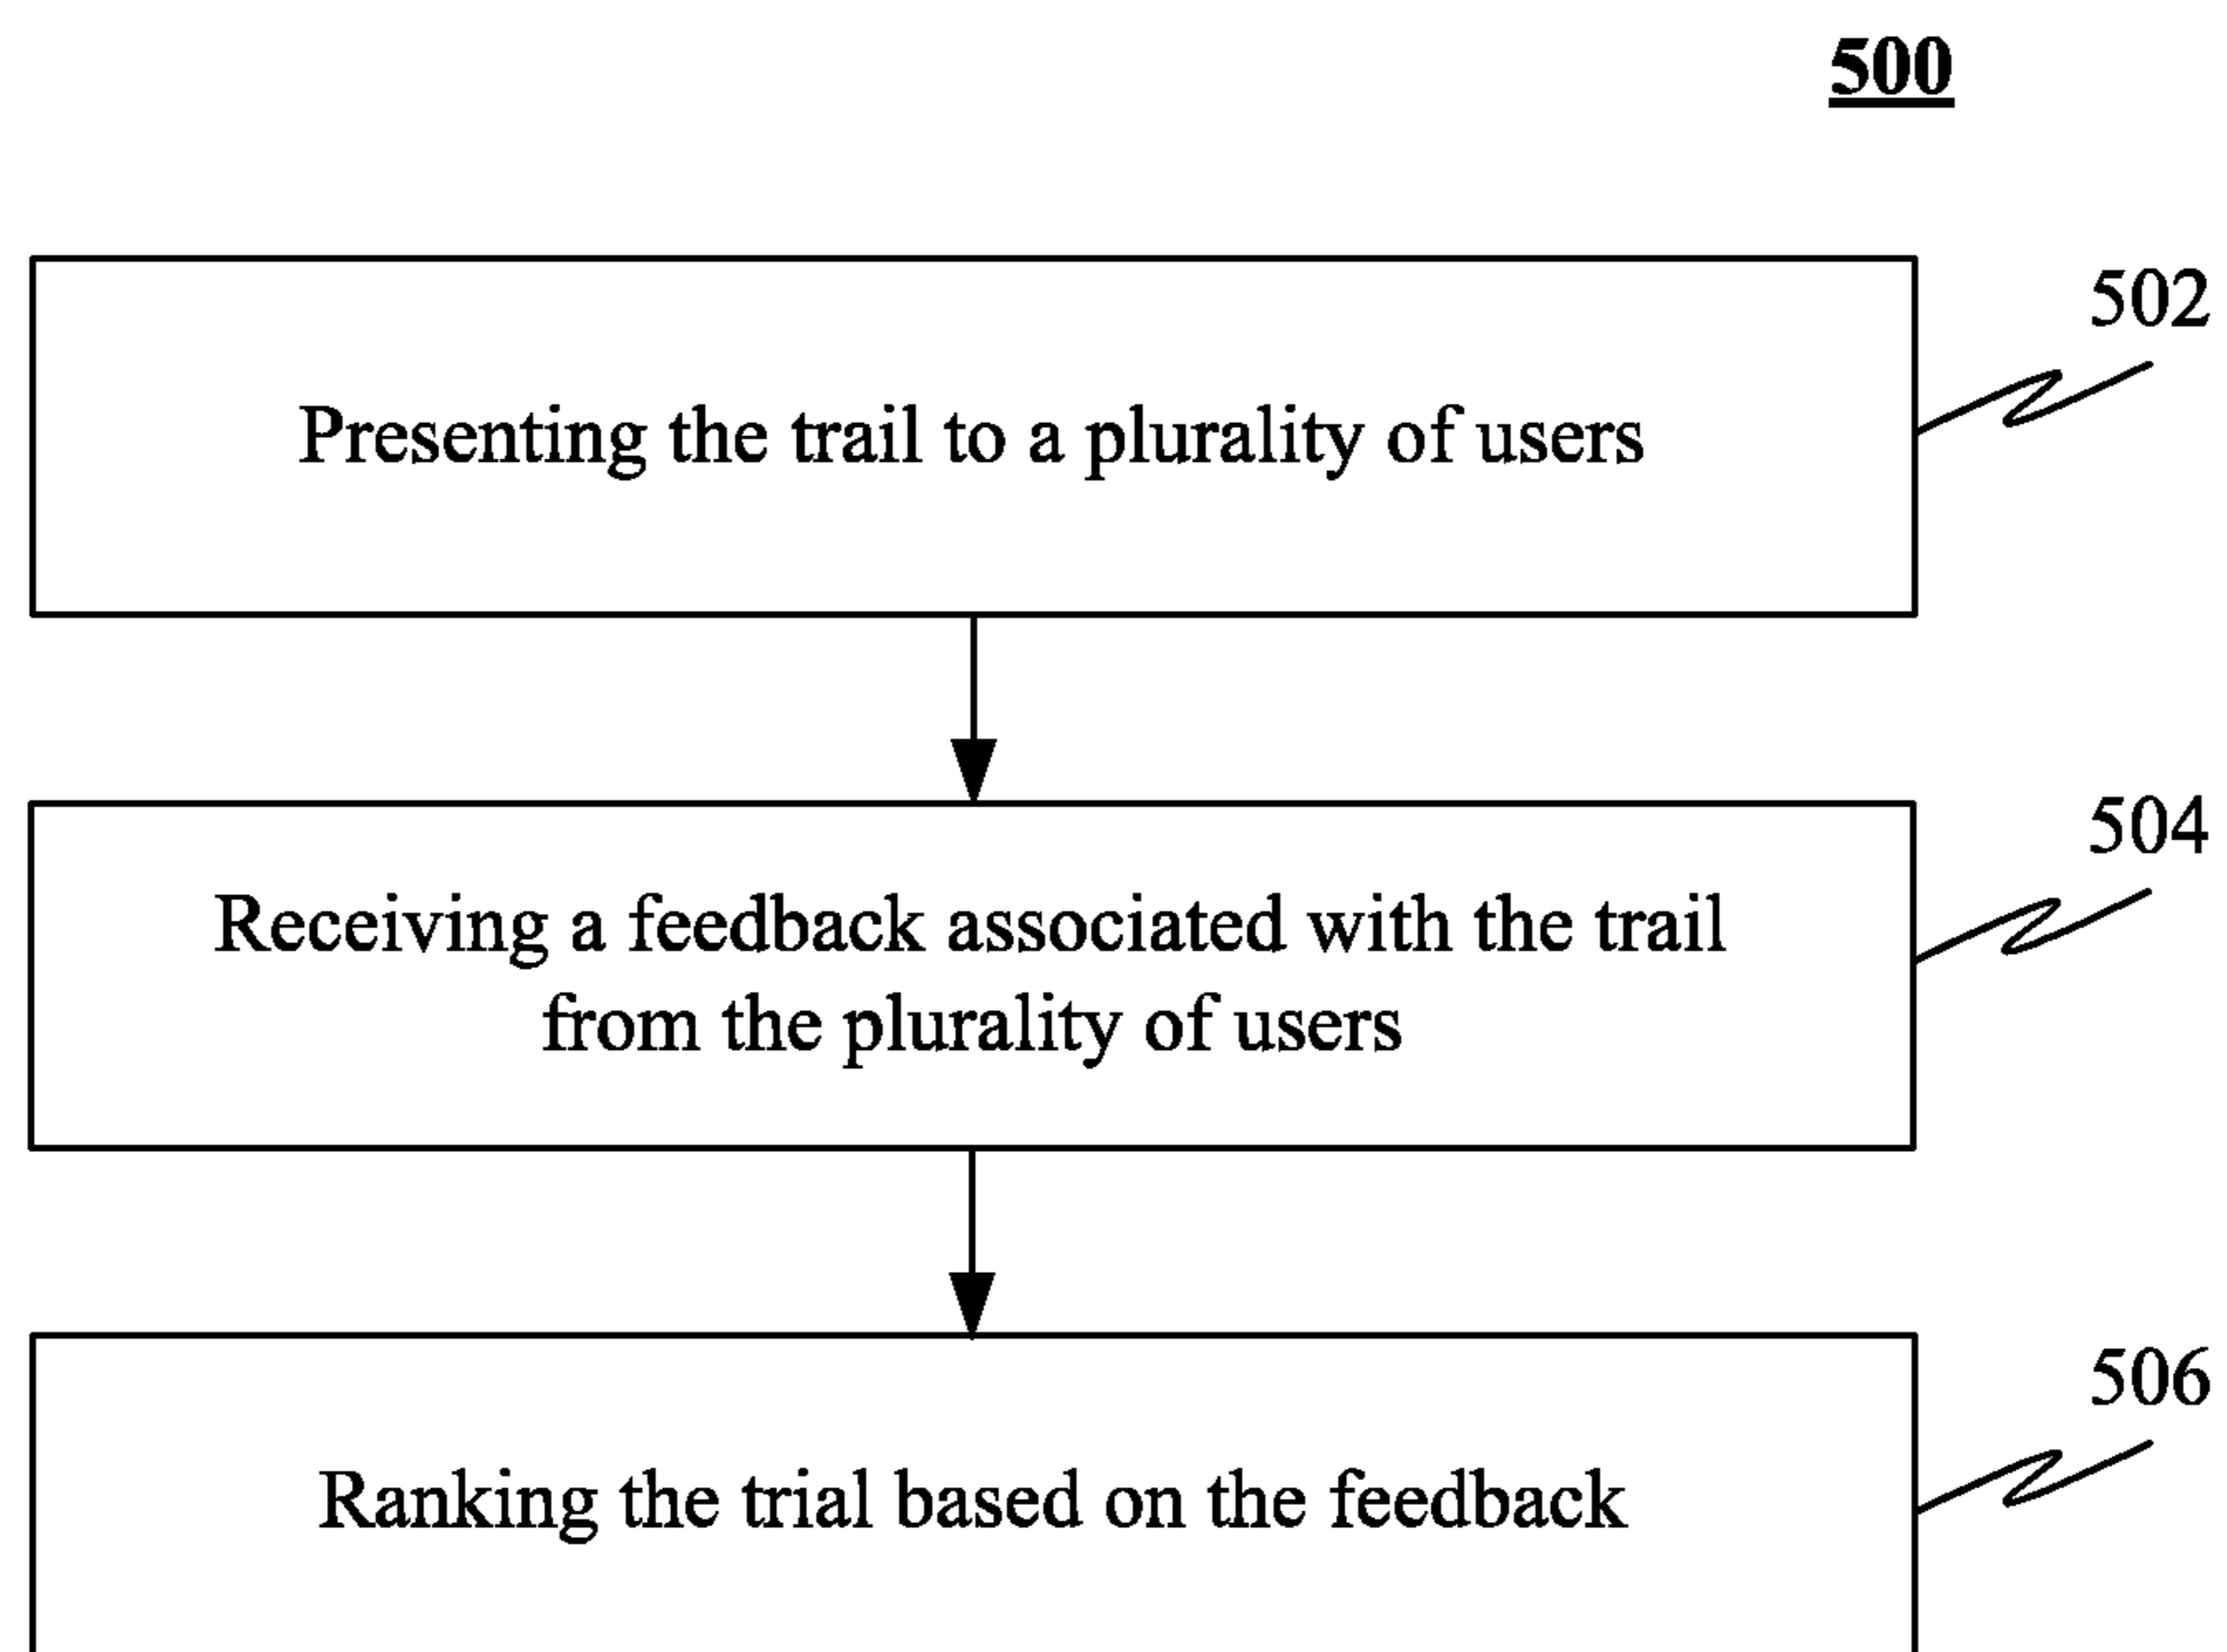 500
502
Presenting the trail to a plurality of users
504
Receiving a feedback associated with the trail
from the plurality of users
506
Ranking the trial based on the feedback